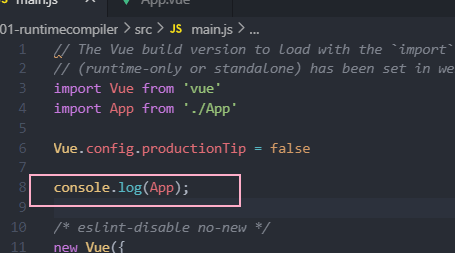 main.js
App.vue
01-runtimecompiler > src > JS main.js > ...
1 // The Vue build version to load with the `import`
2 // (runtime-only or standalone) has been set in we
3 import Vue from 'vue'
4 import App from './App'
5
6 Vue.config.productionTip = false
7
8 console.log(App);
9
10 /* eslint-disable no-new */
11 new Vue({